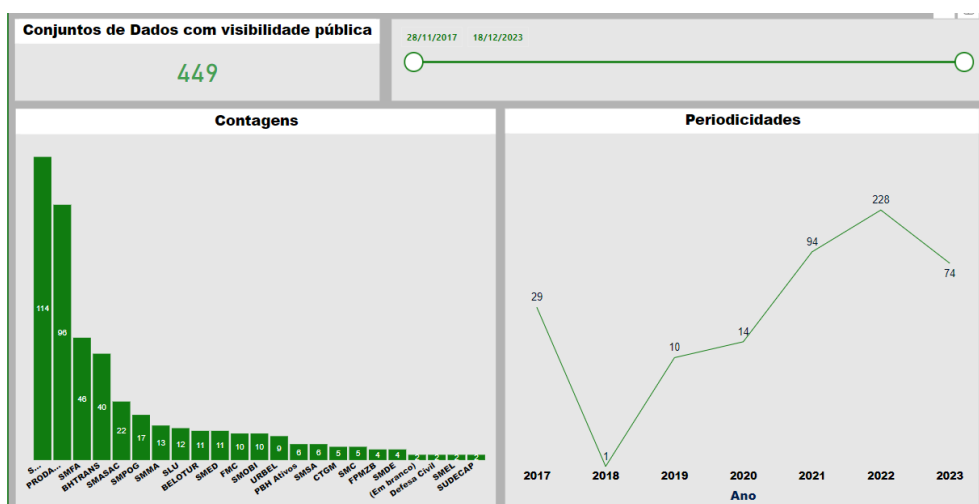 Conjuntos de Dados com visibilidade pública
449
28/11/2017 18/12/2023
Contagens
114
96
46
40
22
17
13
12
11
11
10
10
9
6
6
5
5
4
4
2
2
2
2
S...
PRODA...
SMFA
BHTRANS
SMASAC
SMPOG
SMMA
SLU
BELOTUR
SMED
FMC
SMOBI
URBEL
PBH Ativos
SMSA
CTGM
SMC
FPMZB
SMDE
(Em branco)
Defesa Civil
SMEL
SUDECAP
Periodicidades
29
1
10
14
94
228
74
2017 2018 2019 2020 2021 2022 2023
Ano